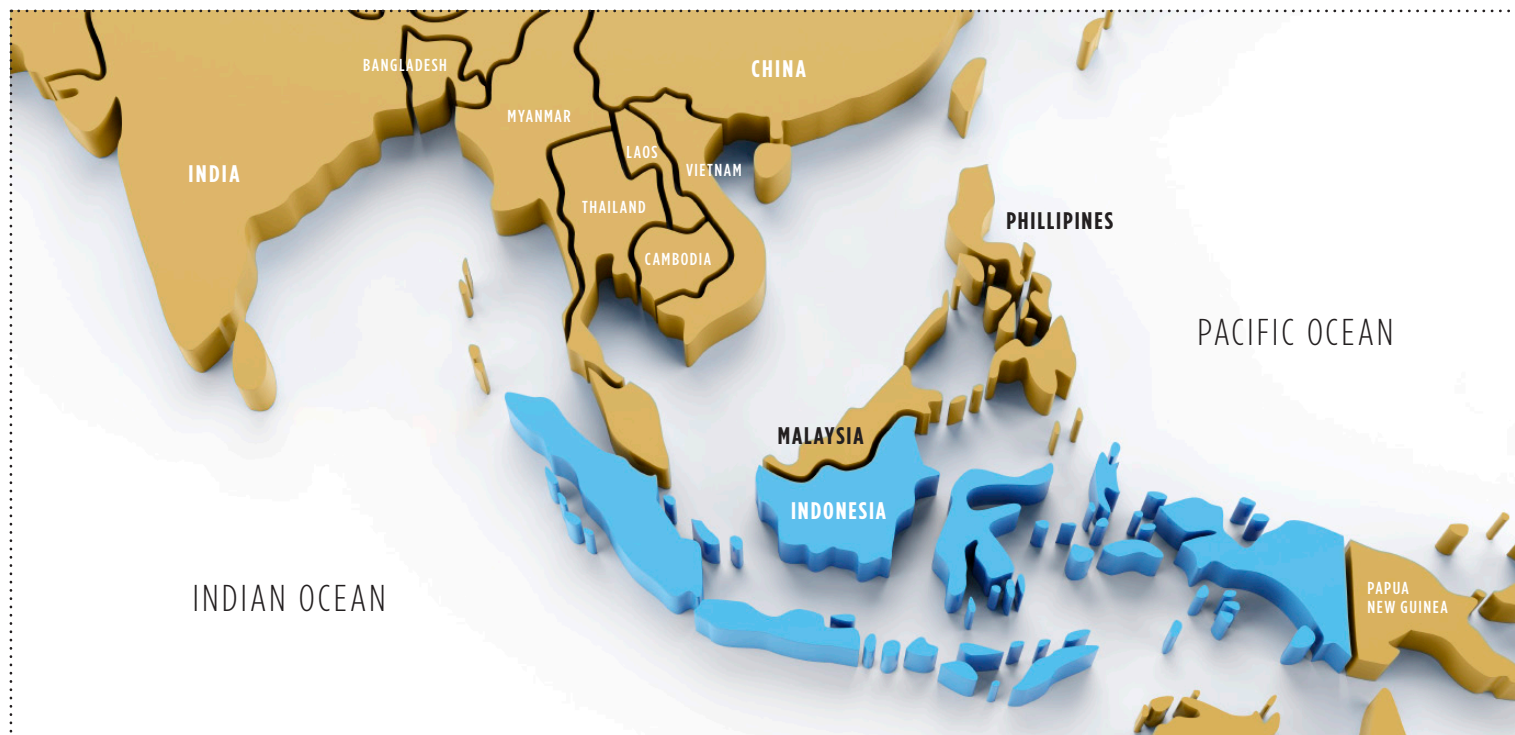 BANGLADESH
CHINA
MYANMAR
LAOS
INDIA
VIETNAM
THAILAND
PHILLIPINES
CAMBODIA
PACIFIC OCEAN
MALAYSIA
INDONESIA
INDIAN OCEAN
PAPUA
NEW GUINEA